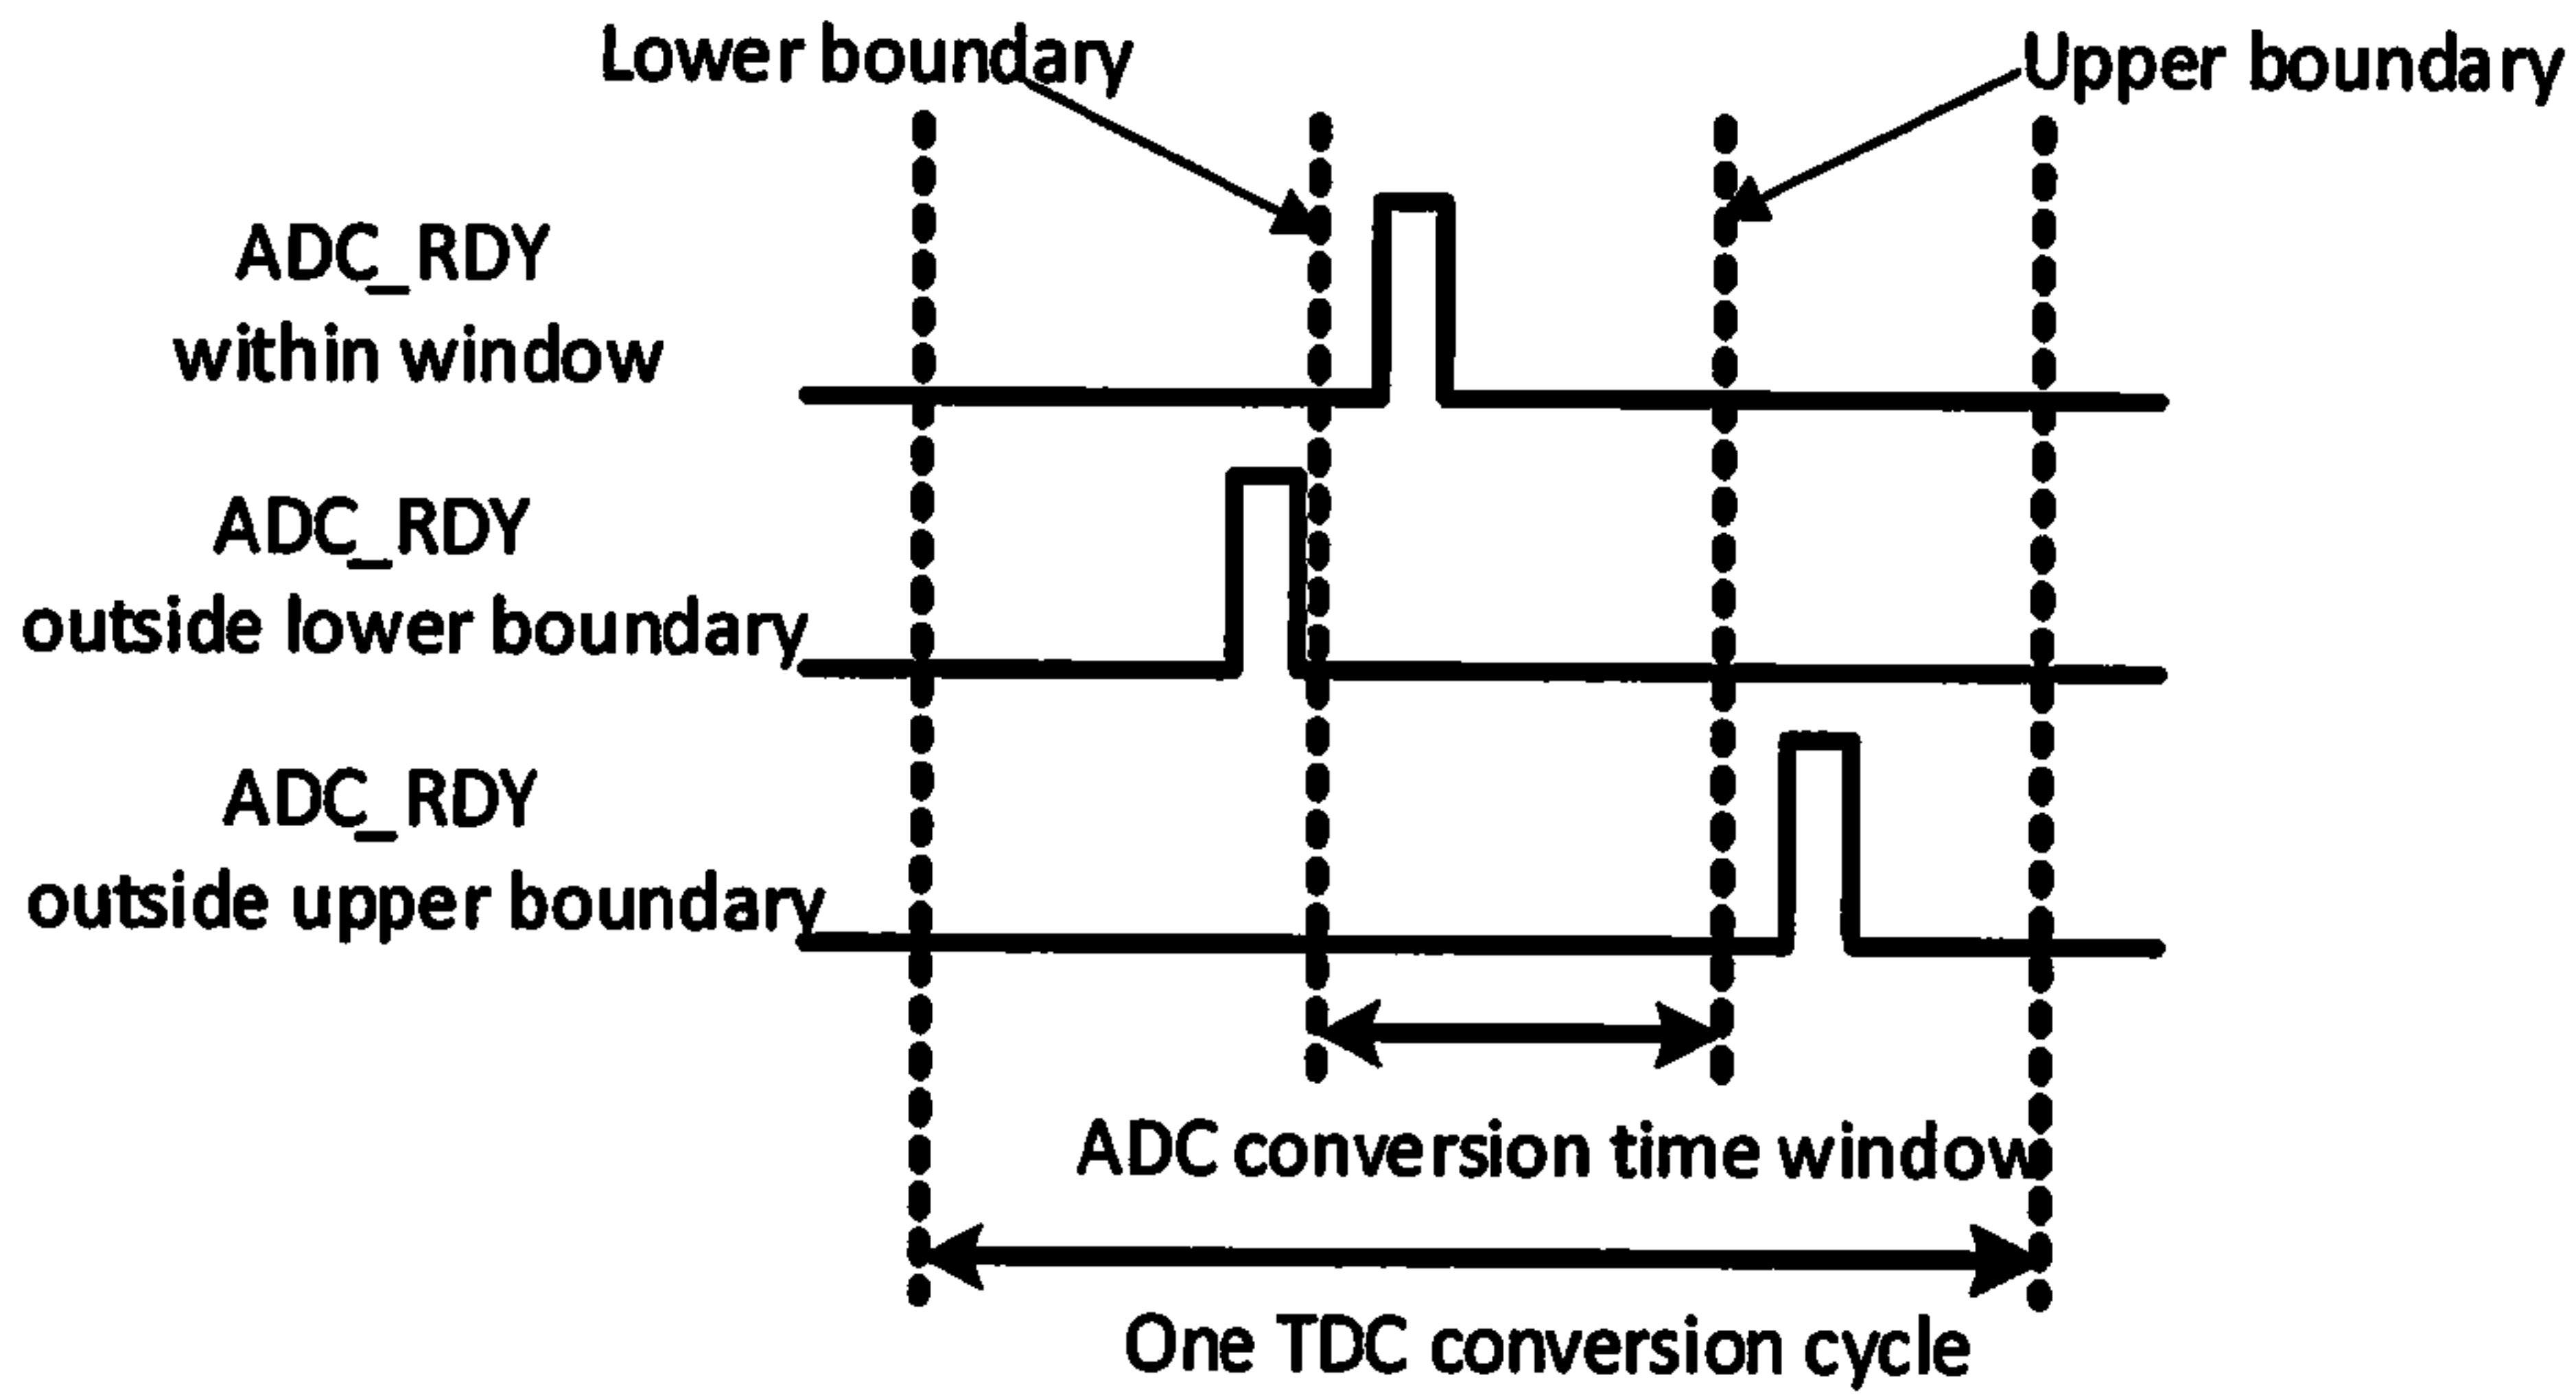 Lower boundary
Upper boundary
ADC_RDY
within window
ADC_RDY
outside lower boundary
ADC_RDY
outside upper boundary
ADC conversion time window
One TDC conversion cycle